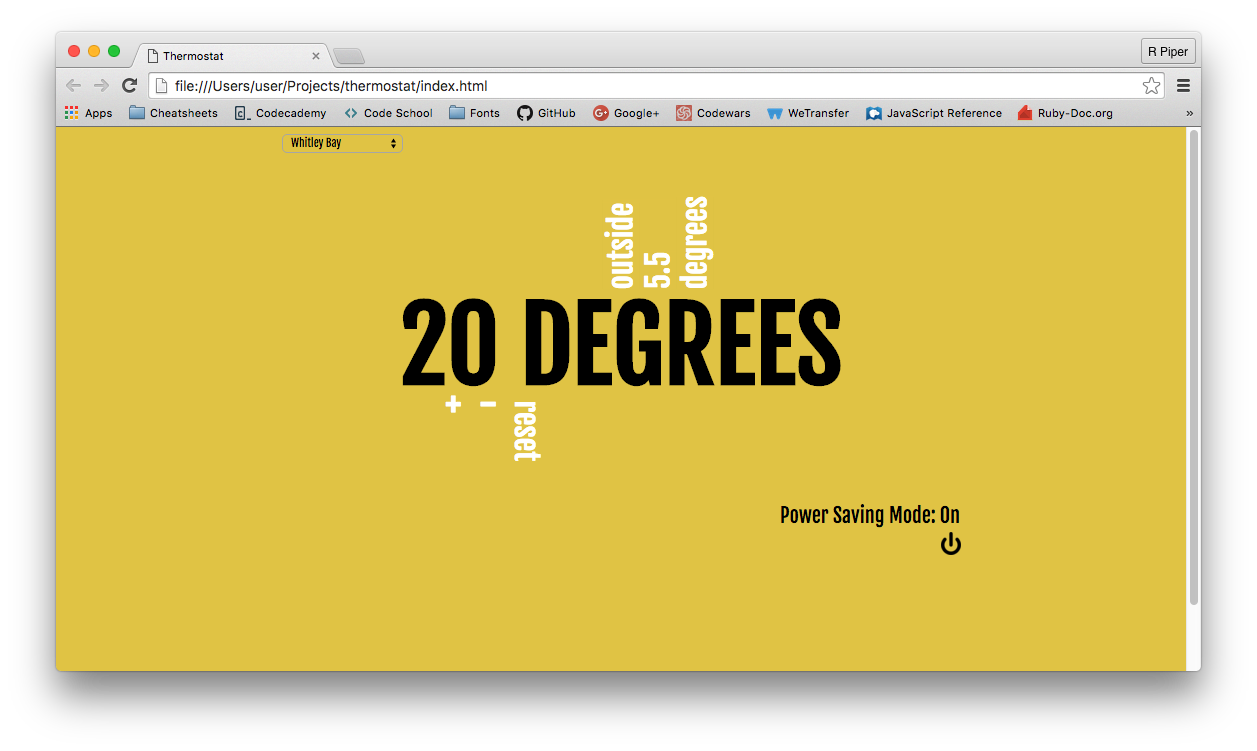 Thermostat
R Piper
file:///Users/user/Projects/thermostat/index.html
Apps Cheatsheets Codecademy Code School Fonts GitHub Google+ Codewars WeTransfer JavaScript Reference Ruby-Doc.org »
Whitley Bay
outside
5.5
degrees
20 DEGREES
+
-
reset
Power Saving Mode: On